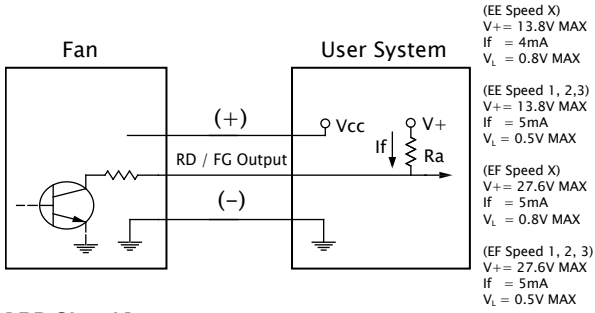 Fan
User System
(+)
Vcc
V+
If
Ra
RD / FG Output
(–)
(EE Speed X)
V+= 13.8V MAX
If = 4mA
VL = 0.8V MAX
(EE Speed 1, 2,3)
V+= 13.8V MAX
If = 5mA
VL = 0.5V MAX
(EF Speed X)
V+= 27.6V MAX
If = 5mA
VL = 0.8V MAX
(EF Speed 1, 2, 3)
V+= 27.6V MAX
If = 5mA
VL = 0.5V MAX